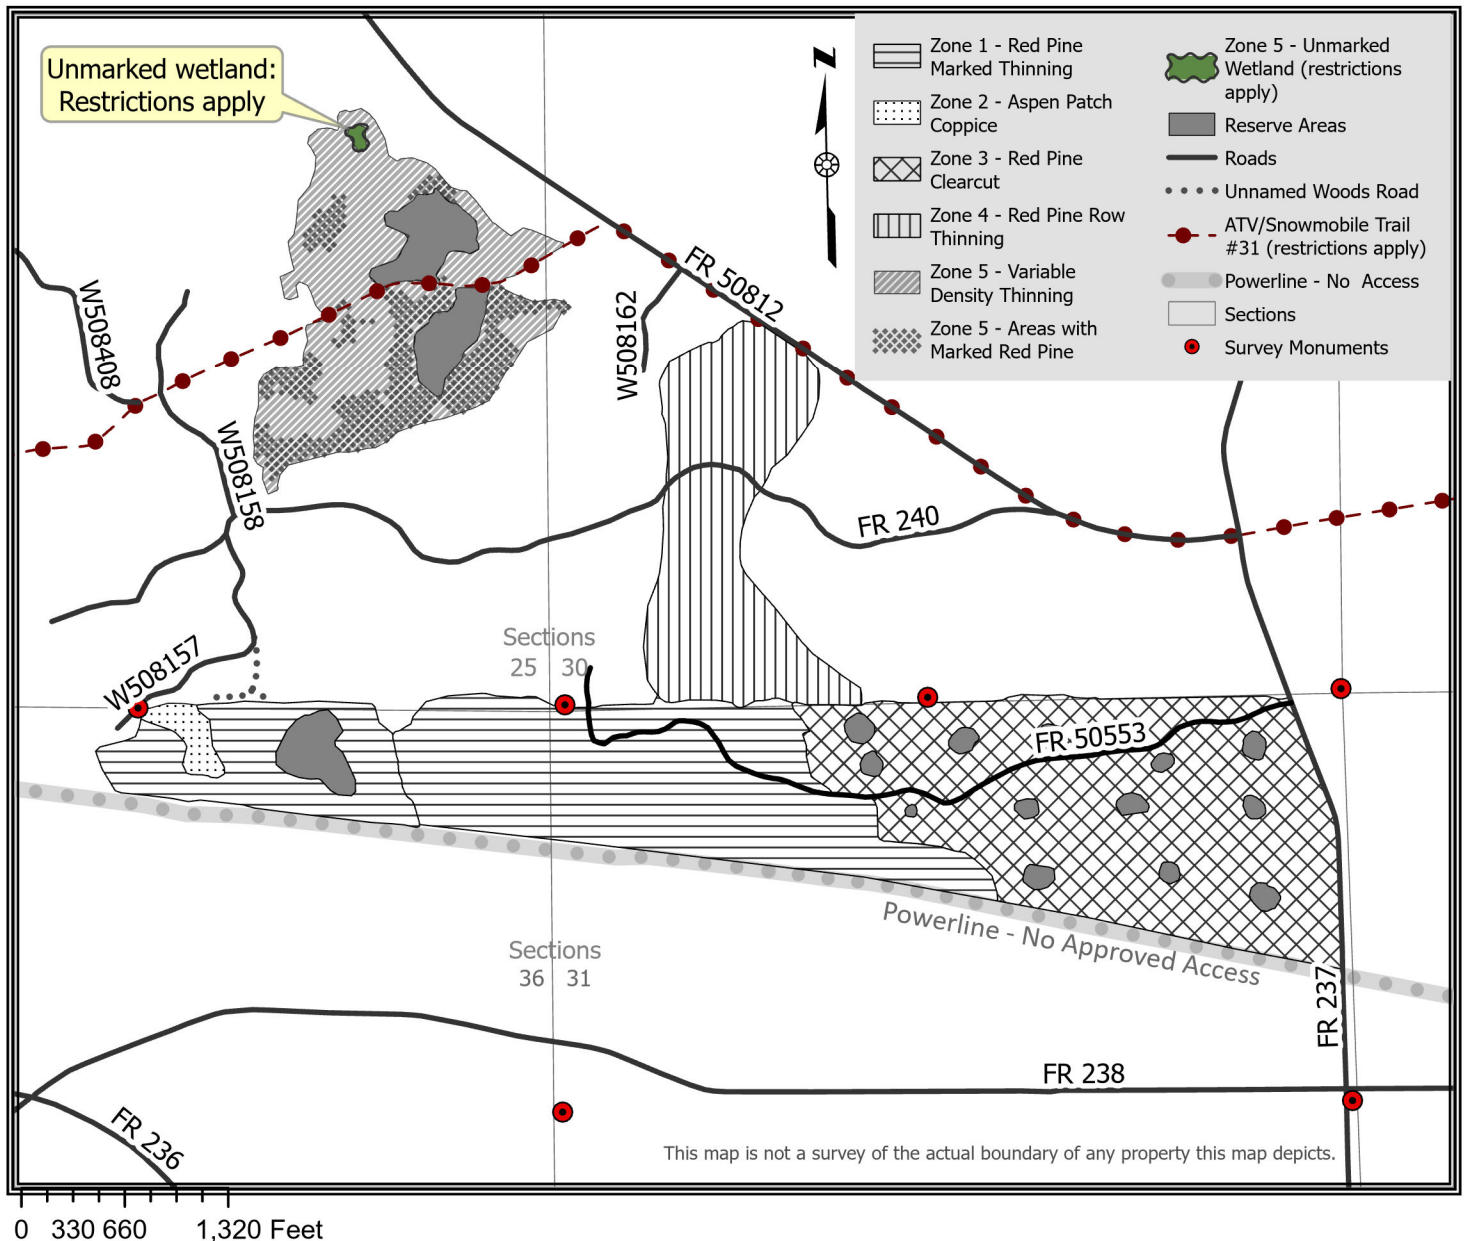 Unmarked wetland:
Restrictions apply
Z
Zone 1 - Red Pine
Marked Thinning
Zone 2 - Aspen Patch
Coppice
Zone 3 - Red Pine
Clearcut
Zone 4 - Red Pine Row
Thinning
Zone 5 - Variable
Density Thinning
Zone 5 - Areas with
Marked Red Pine
Zone 5 - Unmarked
Wetland (restrictions
apply)
Reserve Areas
Roads
Unnamed Woods Road
ATV/Snowmobile Trail
#31 (restrictions apply)
Powerline - No Access
Sections
Survey Monuments
FR 50812
W508162
W508408
W508158
FR 240
W508157
Sections
25 30
FR 50553
Powerline - No Approved Access
Sections
36 31
FR 237
FR 238
FR 236
This map is not a survey of the actual boundary of any property this map depicts.
0 330 660 1,320 Feet